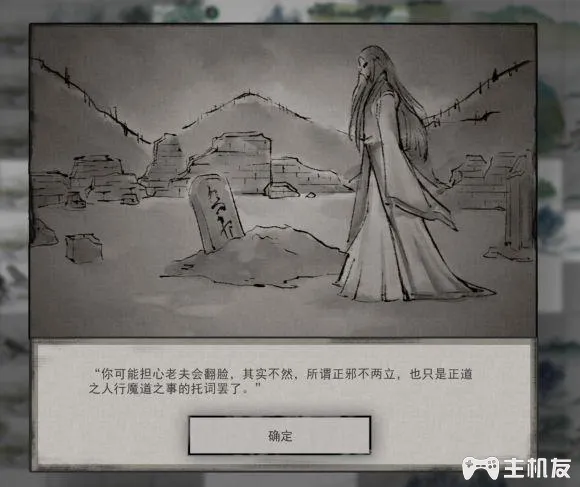 “你可能担心老夫会翻脸，其实不然，所谓正邪不两立，也只是正道
之人行魔道之事的托词罢了。”
确定
主机友